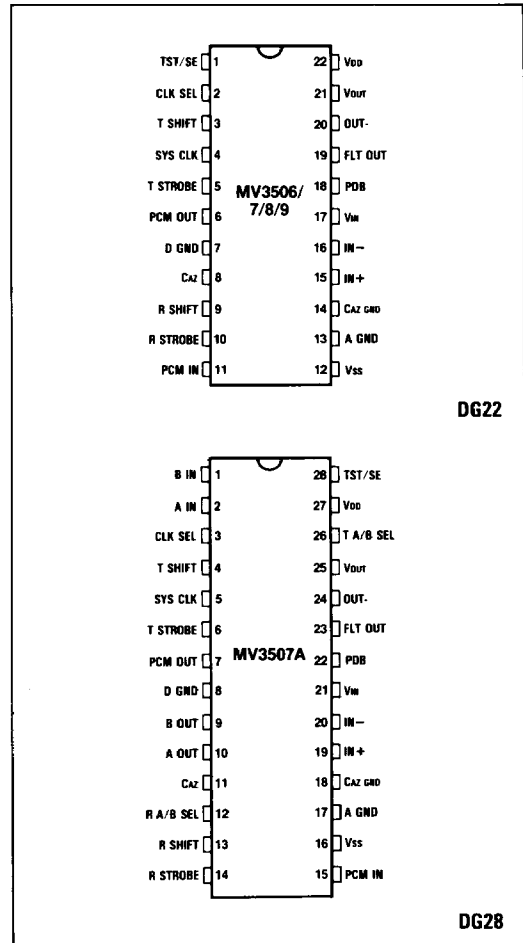 TST/SE 1 22 VDD
CLK SEL 2 21 VOUT
T SHIFT 3 20 OUT-
SYS CLK 4 19 FLT OUT
T STROBE 5 18 PDB
MV3506/
7/8/9
PCM OUT 6 17 VIN
D GND 7 16 IN−
CAZ 8 15 IN+
R SHIFT 9 14 CAZ GND
R STROBE 10 13 A GND
PCM IN 11 12 VSS
DG22
B IN 1 28 TST/SE
A IN 2 27 VDD
CLK SEL 3 26 T A/B SEL
T SHIFT 4 25 VOUT
SYS CLK 5 24 OUT-
T STROBE 6 23 FLT OUT
MV3507A
PCM OUT 7 22 PDB
D GND 8 21 VIN
B OUT 9 20 IN−
A OUT 10 19 IN+
CAZ 11 18 CAZ GND
R A/B SEL 12 17 A GND
R SHIFT 13 16 VSS
R STROBE 14 15 PCM IN
DG28